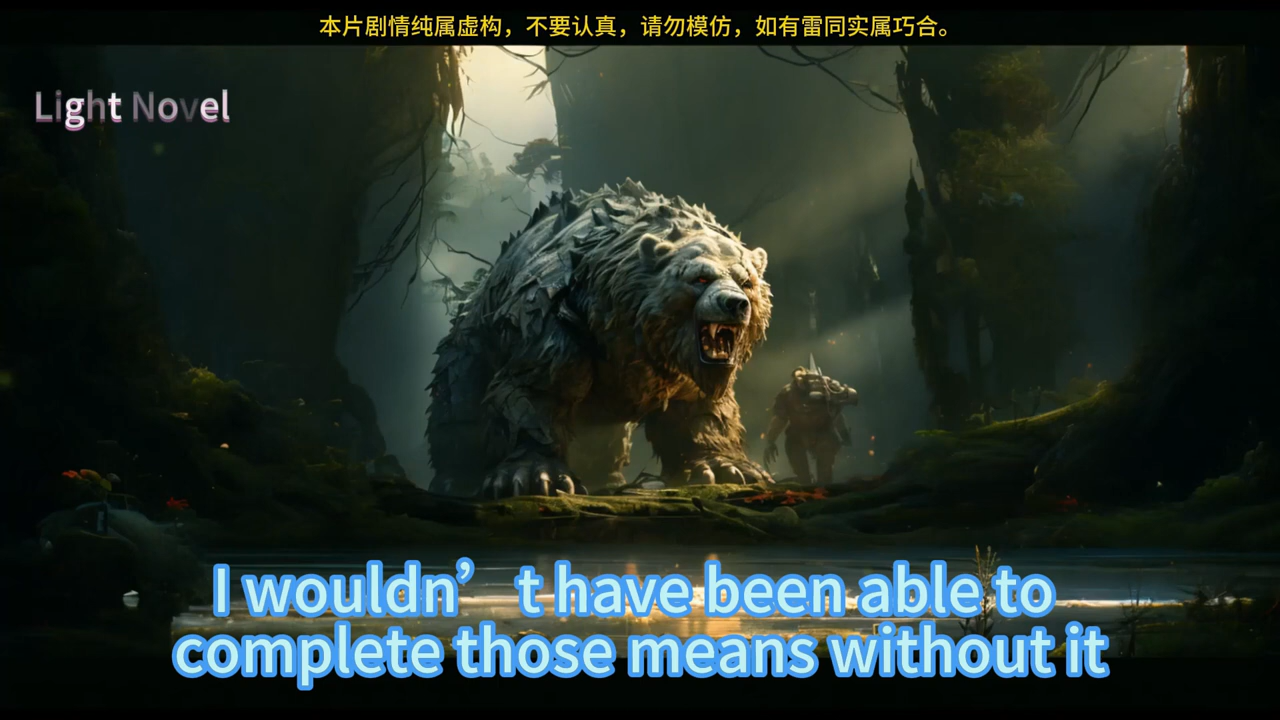 本片剧情纯属虚构，不要认真，请勿模仿，如有雷同实属巧合。
Light Novel
I wouldn’t have been able to
complete those means without it